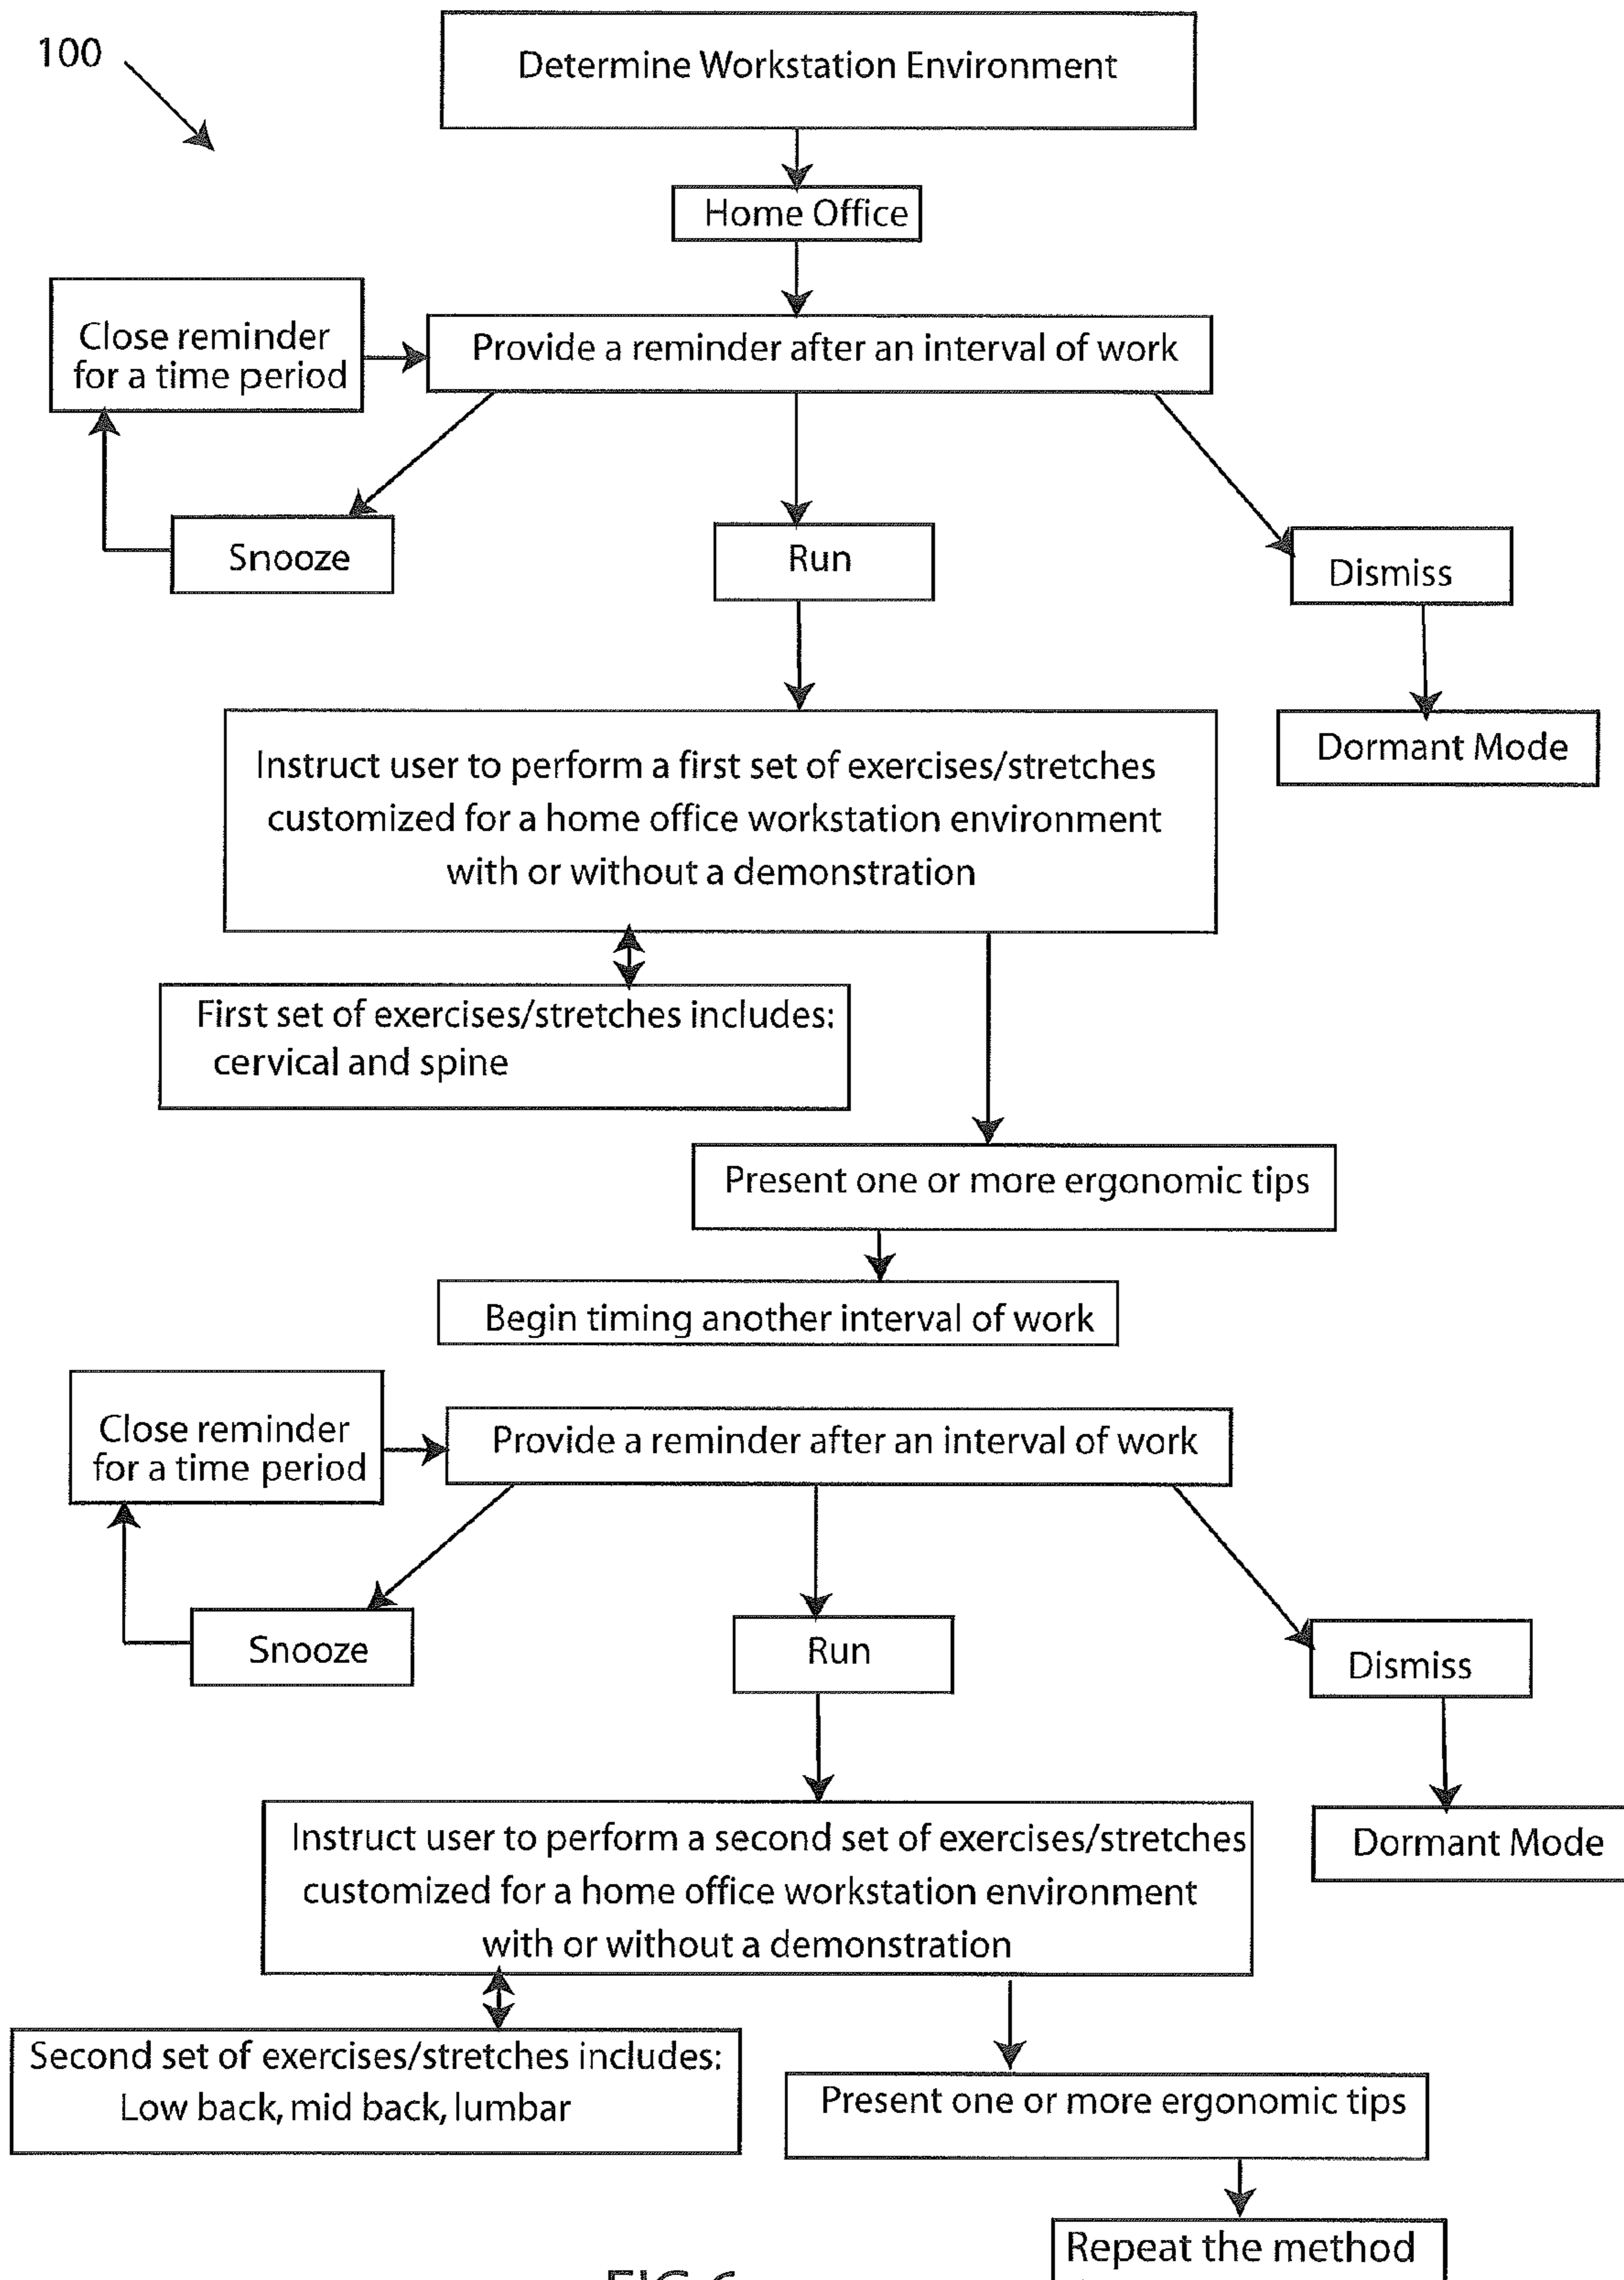 100
Determine Workstation Environment
Home Office
Close reminder
for a time period
Provide a reminder after an interval of work
Snooze
Run
Dismiss
Dormant Mode
Instruct user to perform a first set of exercises/stretches
customized for a home office workstation environment
with or without a demonstration
First set of exercises/stretches includes:
cervical and spine
Present one or more ergonomic tips
Begin timing another interval of work
Close reminder
for a time period
Provide a reminder after an interval of work
Snooze
Run
Dismiss
Dormant Mode
Instruct user to perform a second set of exercises/stretches
customized for a home office workstation environment
with or without a demonstration
Second set of exercises/stretches includes:
Low back, mid back, lumbar
Present one or more ergonomic tips
Repeat the method